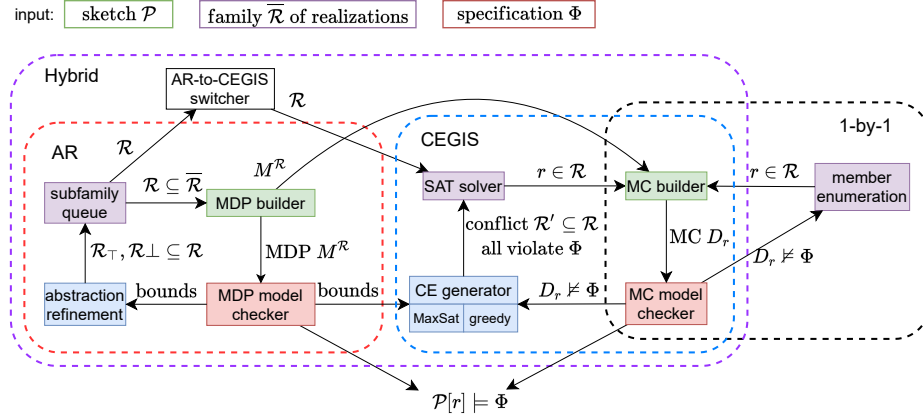 input: sketch 𝒫 family ℛ̅ of realizations specification Φ
Hybrid
AR-to-CEGIS
switcher
ℛ
ℛ
AR
CEGIS
1-by-1
M^ℛ
subfamily
queue
ℛ ⊆ ℛ̅
MDP builder
SAT solver
r ∈ ℛ
MC builder
r ∈ ℛ
member
enumeration
ℛ⊤, ℛ⊥ ⊆ ℛ
MDP M^ℛ
conflict ℛ′ ⊆ ℛ
all violate Φ
MC D_r
D_r ⊭ Φ
abstraction
refinement
bounds
MDP model
checker
bounds
CE generator
MaxSat greedy
D_r ⊭ Φ
MC model
checker
𝒫[r] ⊨ Φ